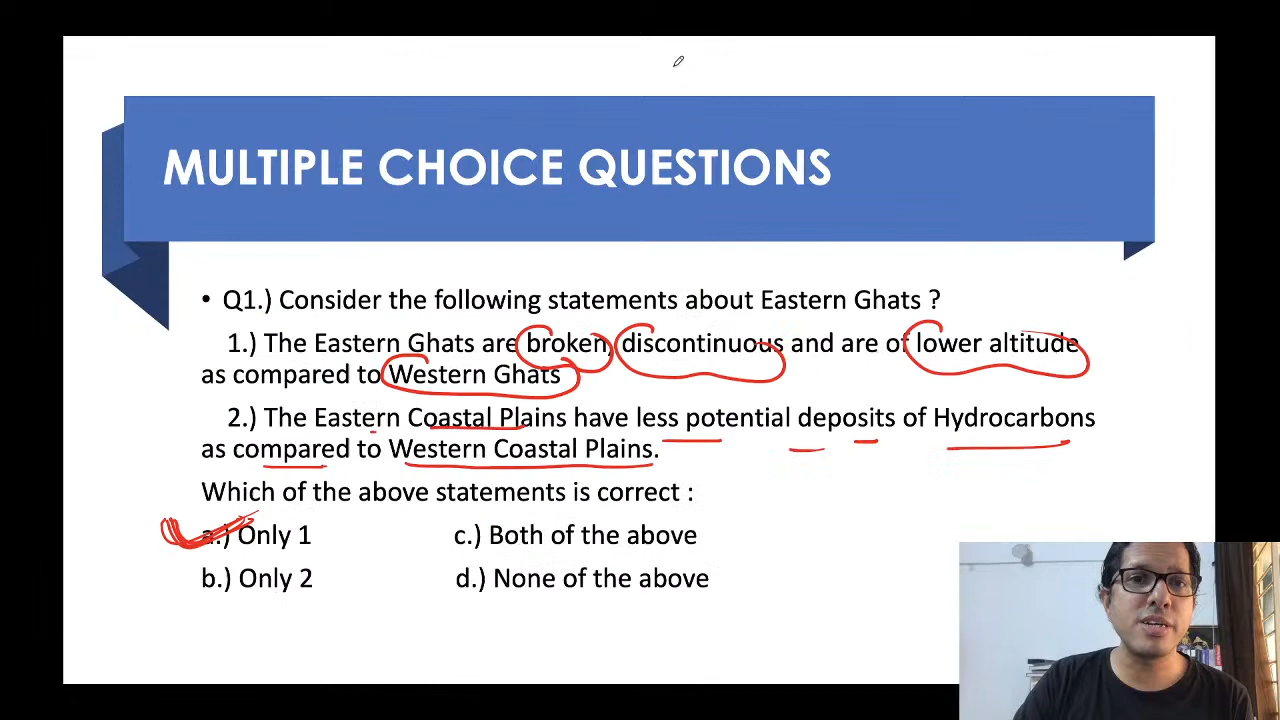 MULTIPLE CHOICE QUESTIONS
• Q1.) Consider the following statements about Eastern Ghats ?
1.) The Eastern Ghats are broken, discontinuous and are of lower altitude
as compared to Western Ghats
2.) The Eastern Coastal Plains have less potential deposits of Hydrocarbons
as compared to Western Coastal Plains.
Which of the above statements is correct :
a.) Only 1 c.) Both of the above
b.) Only 2 d.) None of the above